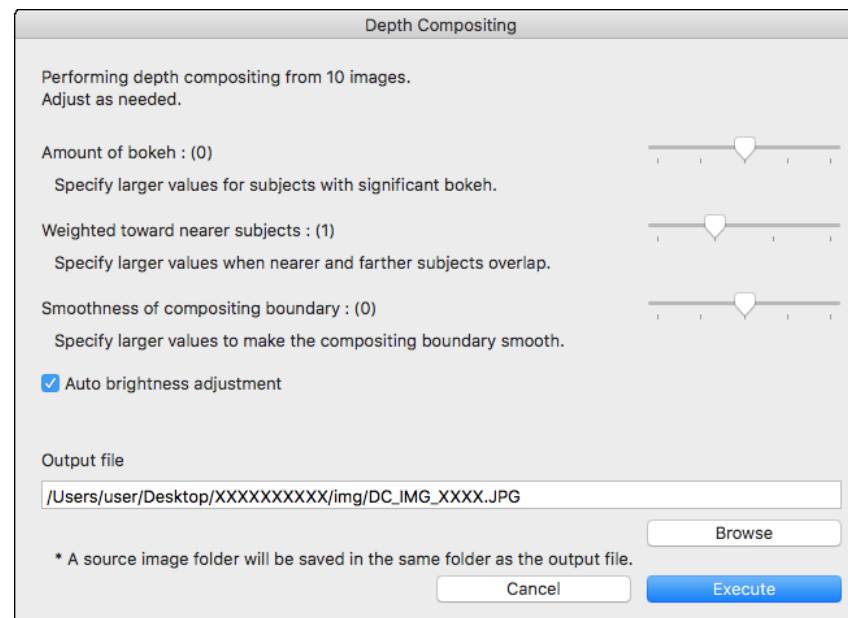 Depth Compositing
Performing depth compositing from 10 images.
Adjust as needed.
Amount of bokeh : (0)
Specify larger values for subjects with significant bokeh.
Weighted toward nearer subjects : (1)
Specify larger values when nearer and farther subjects overlap.
Smoothness of compositing boundary : (0)
Specify larger values to make the compositing boundary smooth.
Auto brightness adjustment
Output file
/Users/user/Desktop/XXXXXXXXXX/img/DC_IMG_XXXX.JPG
Browse
* A source image folder will be saved in the same folder as the output file.
Cancel
Execute